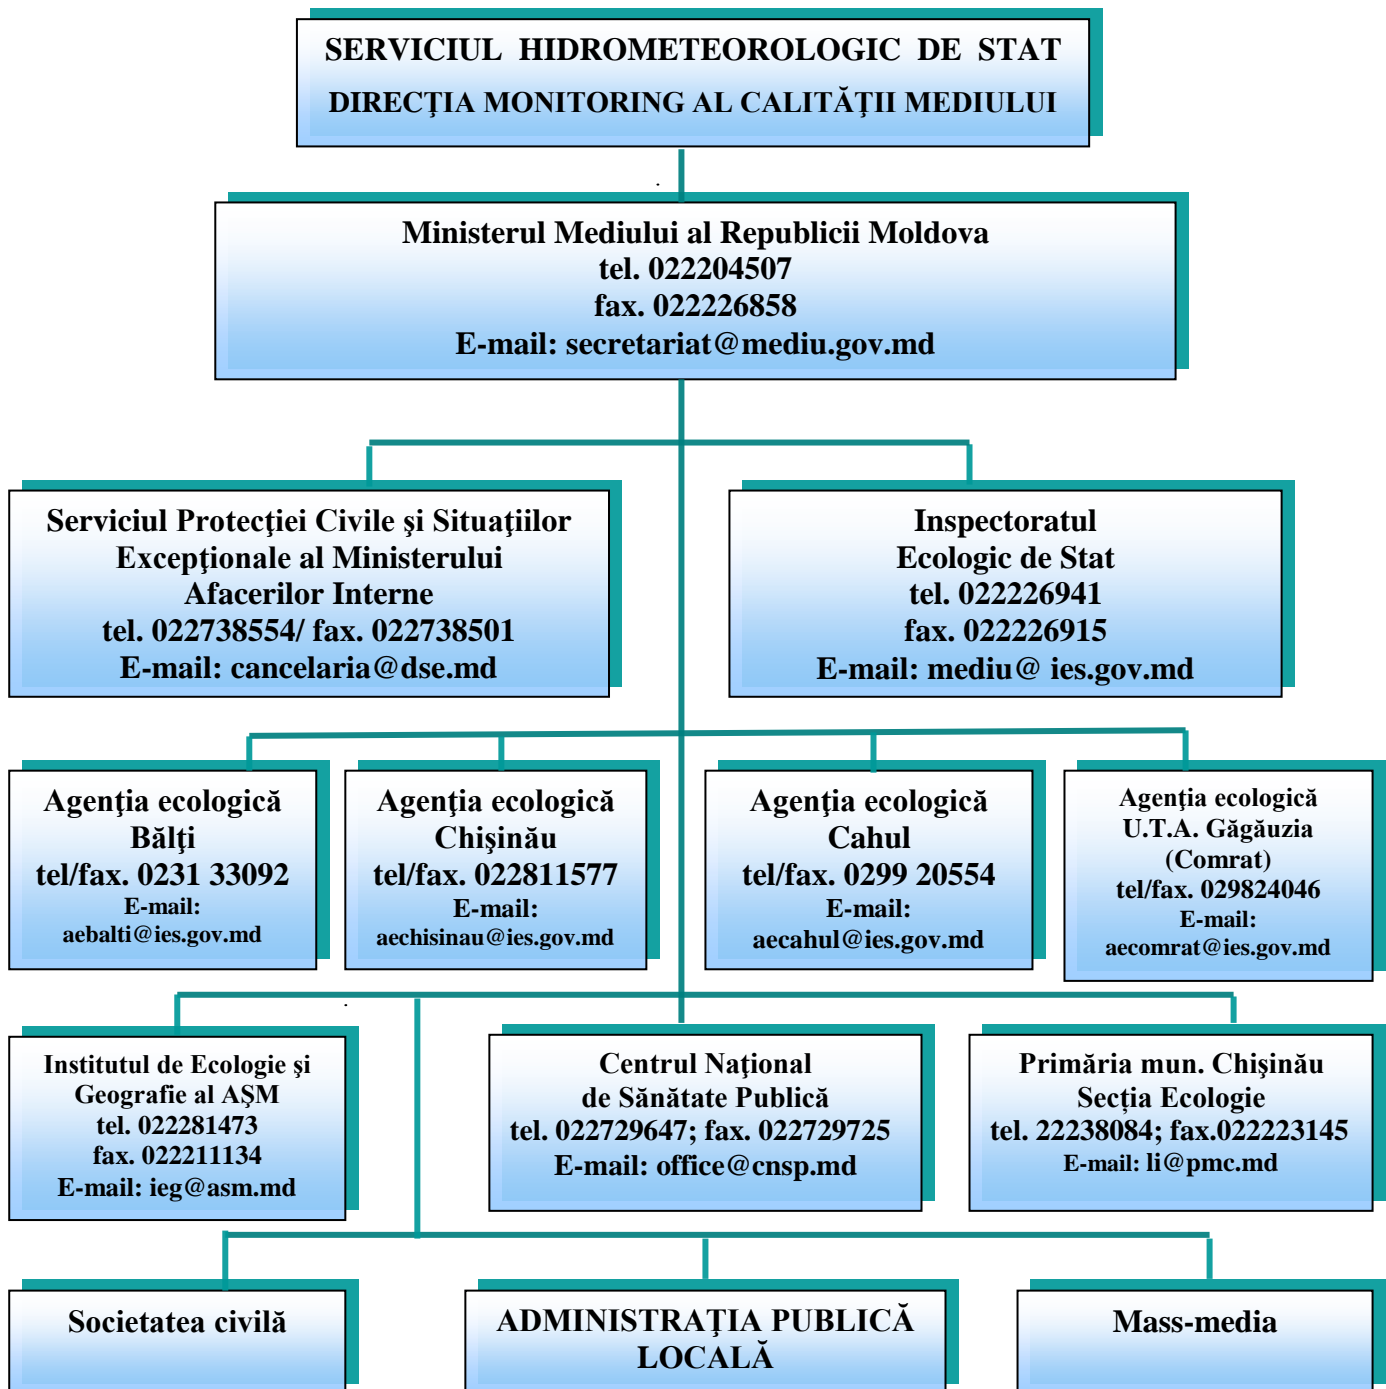 SERVICIUL HIDROMETEOROLOGIC DE STAT
DIRECŢIA MONITORING AL CALITĂŢII MEDIULUI
Ministerul Mediului al Republicii Moldova
tel. 022204507
fax. 022226858
E-mail: secretariat@mediu.gov.md
Serviciul Protecţiei Civile şi Situaţiilor
Excepţionale al Ministerului
Afacerilor Interne
tel. 022738554/ fax. 022738501
E-mail: cancelaria@dse.md
Inspectoratul
Ecologic de Stat
tel. 022226941
fax. 022226915
E-mail: mediu@ ies.gov.md
Agenţia ecologică
Bălţi
tel/fax. 0231 33092
E-mail:
aebalti@ies.gov.md
Agenţia ecologică
Chişinău
tel/fax. 022811577
E-mail:
aechisinau@ies.gov.md
Agenţia ecologică
Cahul
tel/fax. 0299 20554
E-mail:
aecahul@ies.gov.md
Agenţia ecologică
U.T.A. Găgăuzia
(Comrat)
tel/fax. 029824046
E-mail:
aecomrat@ies.gov.md
Institutul de Ecologie şi
Geografie al AŞM
tel. 022281473
fax. 022211134
E-mail: ieg@asm.md
Centrul Naţional
de Sănătate Publică
tel. 022729647; fax. 022729725
E-mail: office@cnsp.md
Primăria mun. Chişinău
Secția Ecologie
tel. 22238084; fax.022223145
E-mail: li@pmc.md
Societatea civilă
ADMINISTRAŢIA PUBLICĂ
LOCALĂ
Mass-media